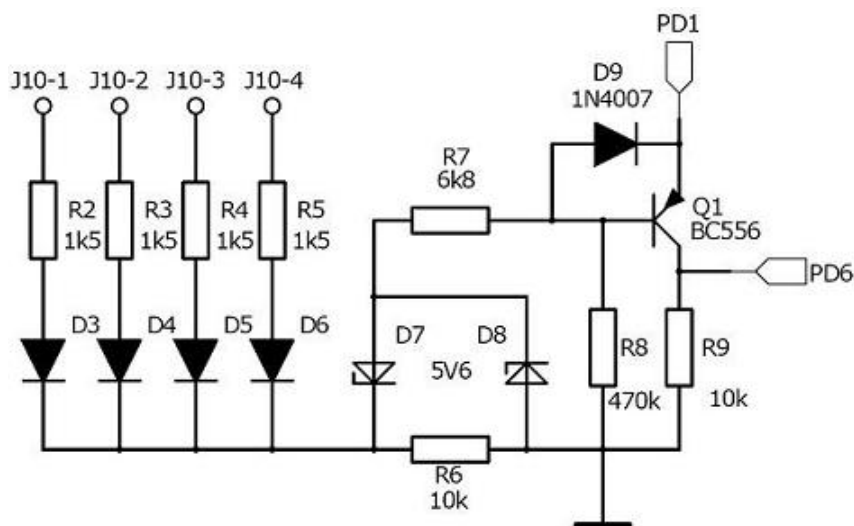 PD1
J10-1 J10-2 J10-3 J10-4
D9
1N4007
R7
6k8
R2 R3 R4 R5
1k5 1k5 1k5 1k5
Q1
BC556
PD6
D3 D4 D5 D6
D7 D8
5V6
R8 R9
470k 10k
R6
10k